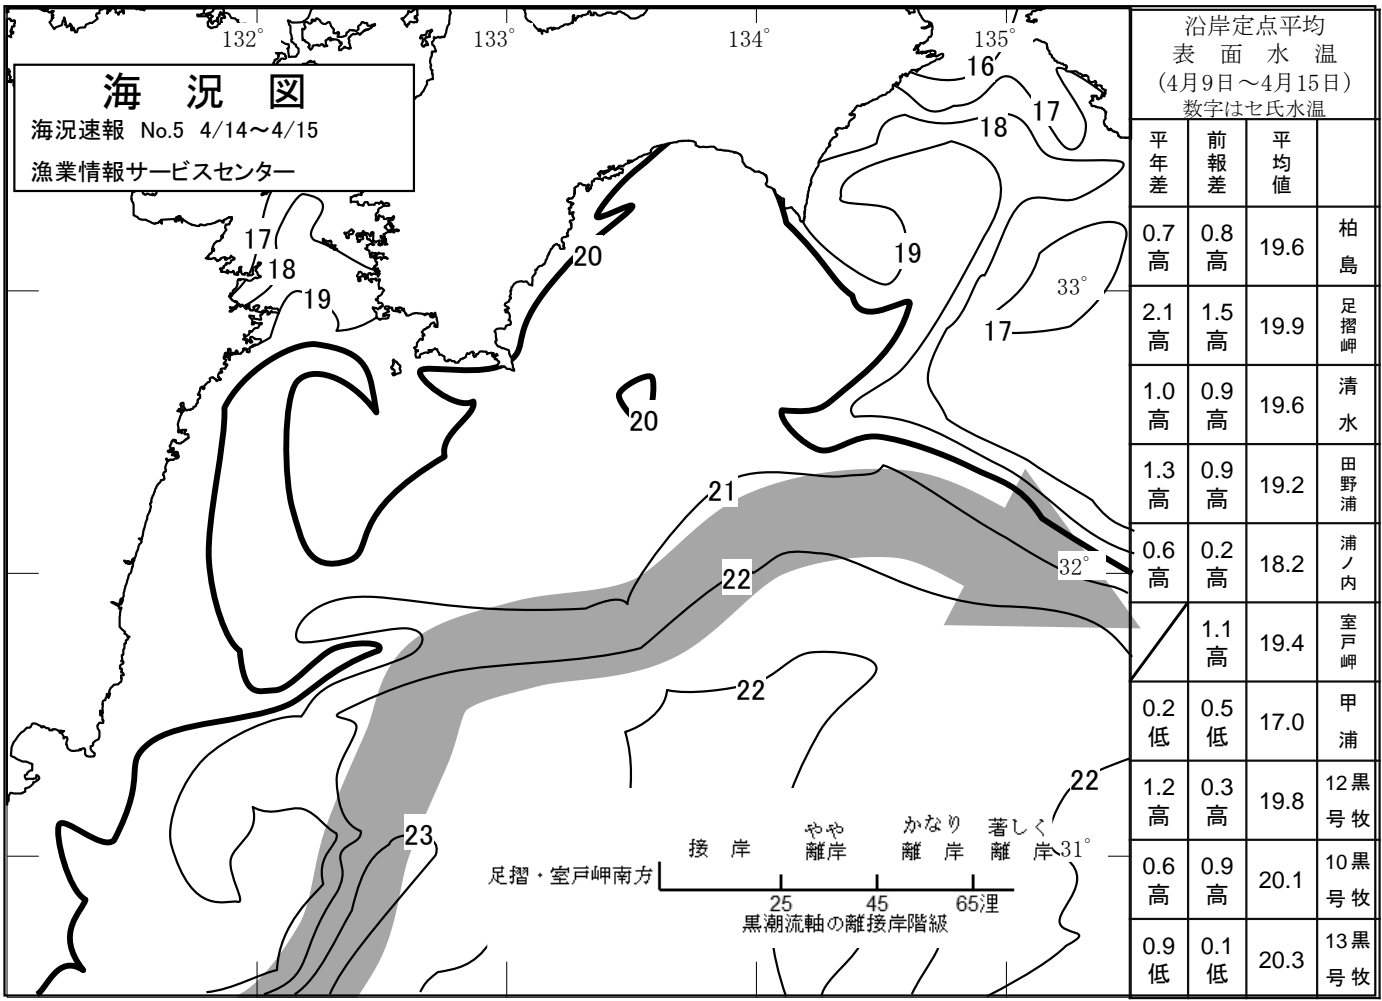 132°
133°
134°
135°
海 況 図
海況速報 No.5 4/14～4/15
漁業情報サービスセンター
16
17
18
17
18
19
20
19
33°
17
20
21
22
32°
22
22
23
31°
接 岸
やや
離岸
かなり
離 岸
著しく
離 岸
足摺・室戸岬南方
25 45 65浬
黒潮流軸の離接岸階級
沿岸定点平均
表 面 水 温
(4月9日～4月15日)
数字はセ氏水温
平年差 前報差 平均値
0.7高 0.8高 19.6 柏島
2.1高 1.5高 19.9 足摺岬
1.0高 0.9高 19.6 清水
1.3高 0.9高 19.2 田野浦
0.6高 0.2高 18.2 浦ノ内
1.1高 19.4 室戸岬
0.2低 0.5低 17.0 甲浦
1.2高 0.3高 19.8 黒牧12号
0.6高 0.9高 20.1 黒牧10号
0.9低 0.1低 20.3 黒牧13号